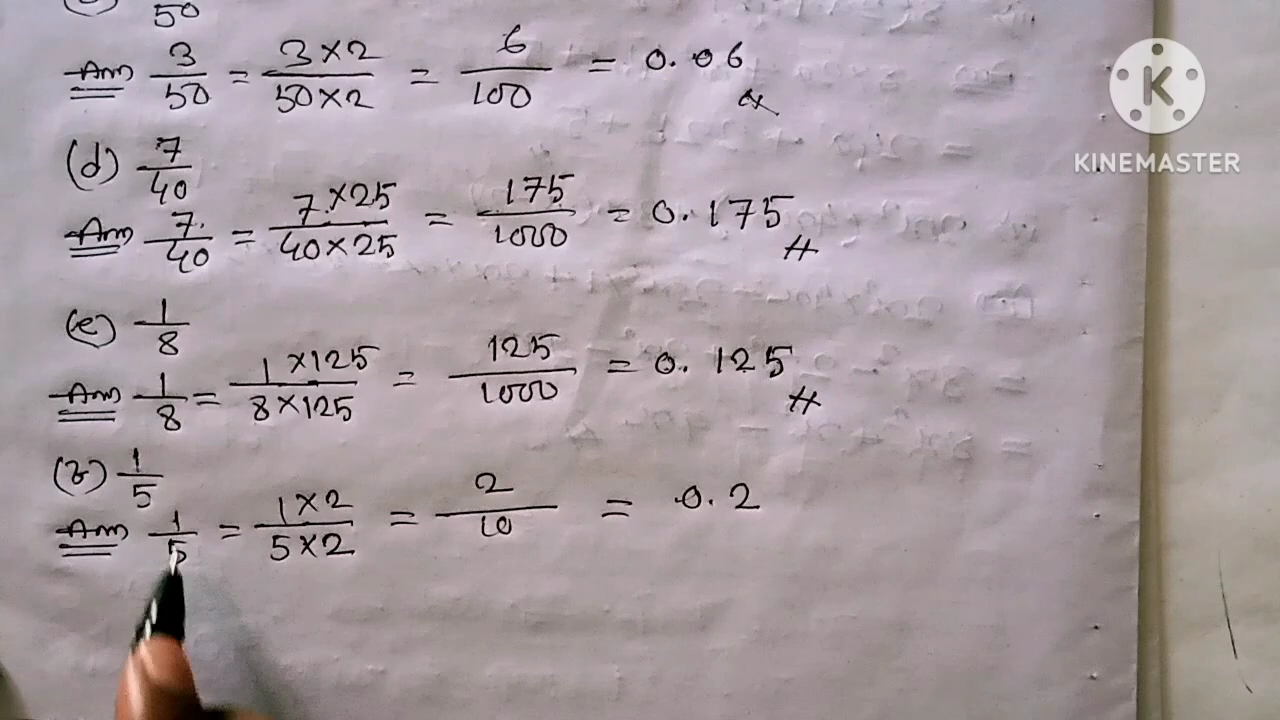 50
Ans 3/50 = 3×2/50×2 = 6/100 = 0.06
(d) 7/40
Ans 7/40 = 7×25/40×25 = 175/1000 = 0.175
(e) 1/8
Ans 1/8 = 1×125/8×125 = 125/1000 = 0.125
1/5
Ans 1/5 = 1×2/5×2 = 2/10 = 0.2
K
KINEMASTER